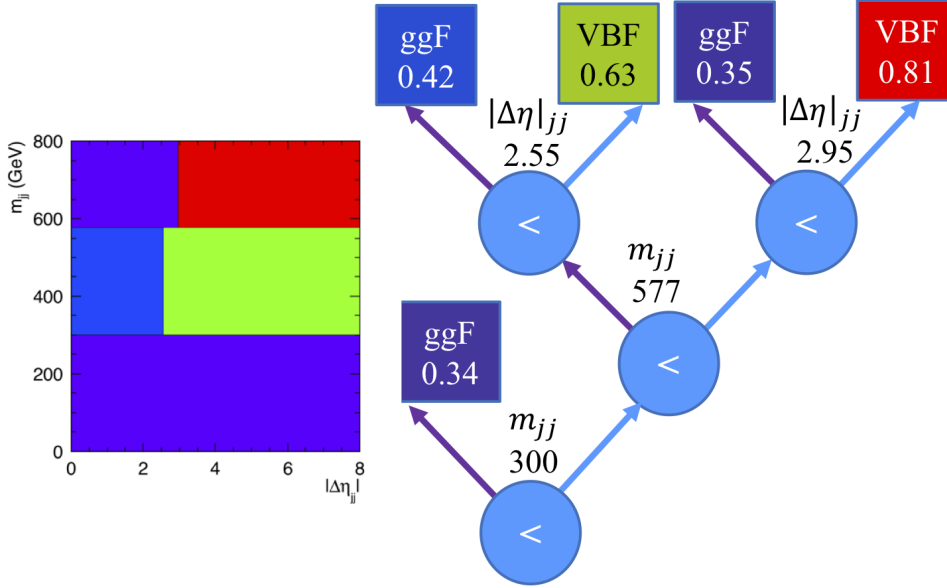 ggF
0.42
VBF
0.63
ggF
0.35
VBF
0.81
|Δη|jj
2.55
|Δη|jj
2.95
<
<
mjj
577
<
ggF
0.34
mjj
300
<
mjj (GeV)
800
600
400
200
0
0 2 4 6 8
|Δηjj|